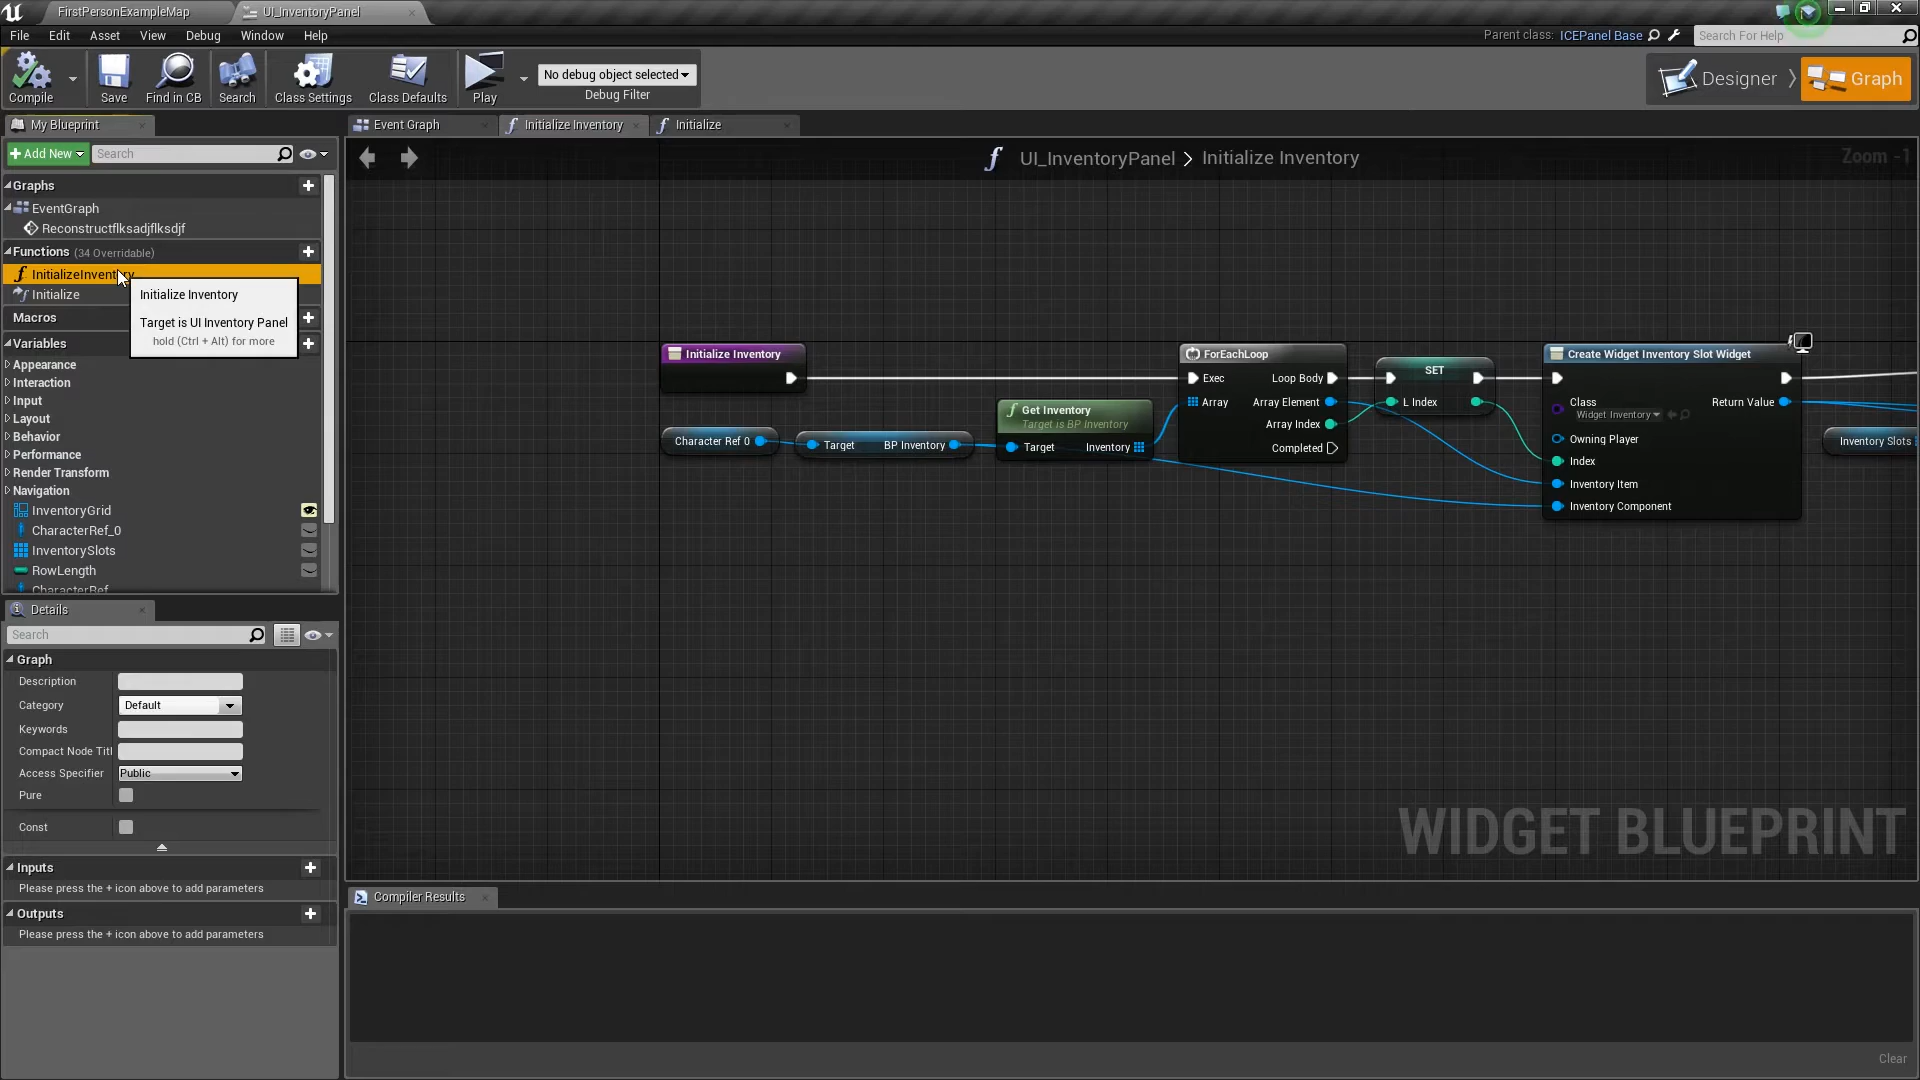 FirstPersonExampleMap
UI_InventoryPanel
File Edit Asset View Debug Window Help
Parent class: ICEPanel Base
Search For Help
Compile
Save
Find in CB
Search
Class Settings
Class Defaults
Play
No debug object selected
Debug Filter
Designer
Graph
My Blueprint
Event Graph
Initialize Inventory
Initialize
Add New
Search
UI_InventoryPanel > Initialize Inventory
Zoom -1
Graphs
EventGraph
Reconstructflksadjflksdjf
Functions (34 Overridable)
InitializeInventory
Initialize
Initialize Inventory
Target is UI Inventory Panel
hold (Ctrl + Alt) for more
Macros
Variables
Appearance
Interaction
Input
Layout
Behavior
Performance
Render Transform
Navigation
InventoryGrid
CharacterRef_0
InventorySlots
RowLength
CharacterRef
Initialize Inventory
Character Ref 0
Target BP Inventory
Get Inventory
Target is BP Inventory
Target Inventory
ForEachLoop
Exec Loop Body
Array Array Element
Array Index
Completed
SET
L Index
Create Widget Inventory Slot Widget
Class Return Value
Widget Inventory
Owning Player
Index
Inventory Item
Inventory Component
Inventory Slots
WIDGET BLUEPRINT
Details
Search
Graph
Description
Category Default
Keywords
Compact Node Titl
Access Specifier Public
Pure
Const
Inputs
Please press the + icon above to add parameters
Outputs
Please press the + icon above to add parameters
Compiler Results
Clear